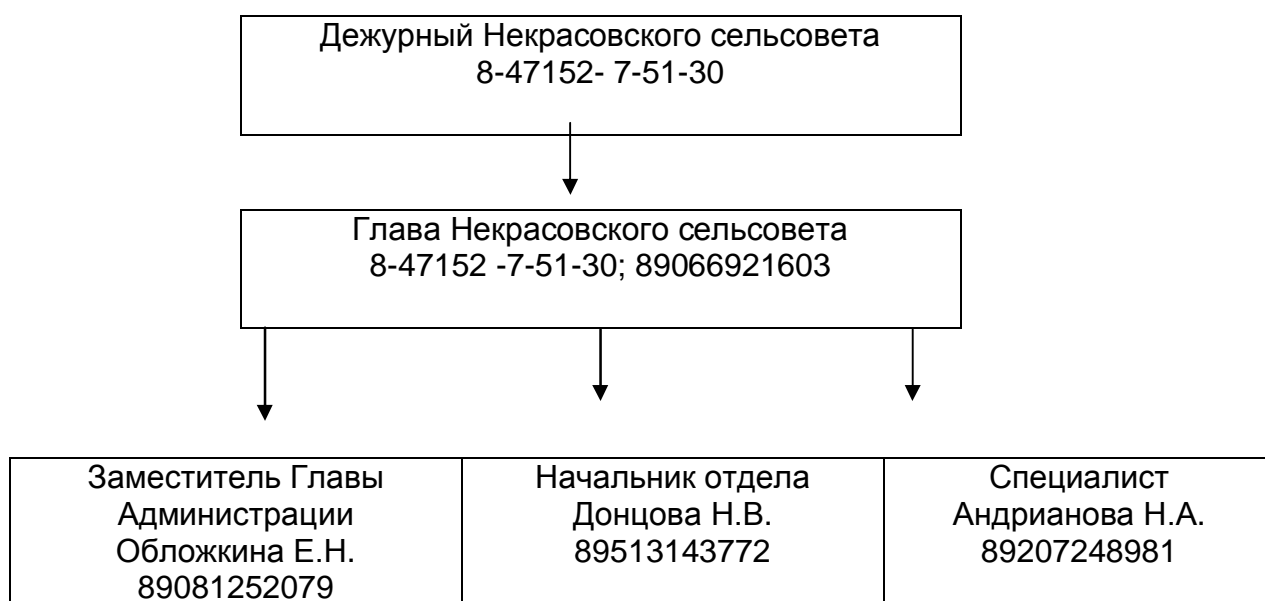 Дежурный Некрасовского сельсовета
8-47152- 7-51-30
Глава Некрасовского сельсовета
8-47152 -7-51-30; 89066921603
Заместитель Главы
Администрации
Обложкина Е.Н.
89081252079
Начальник отдела
Донцова Н.В.
89513143772
Специалист
Андрианова Н.А.
89207248981